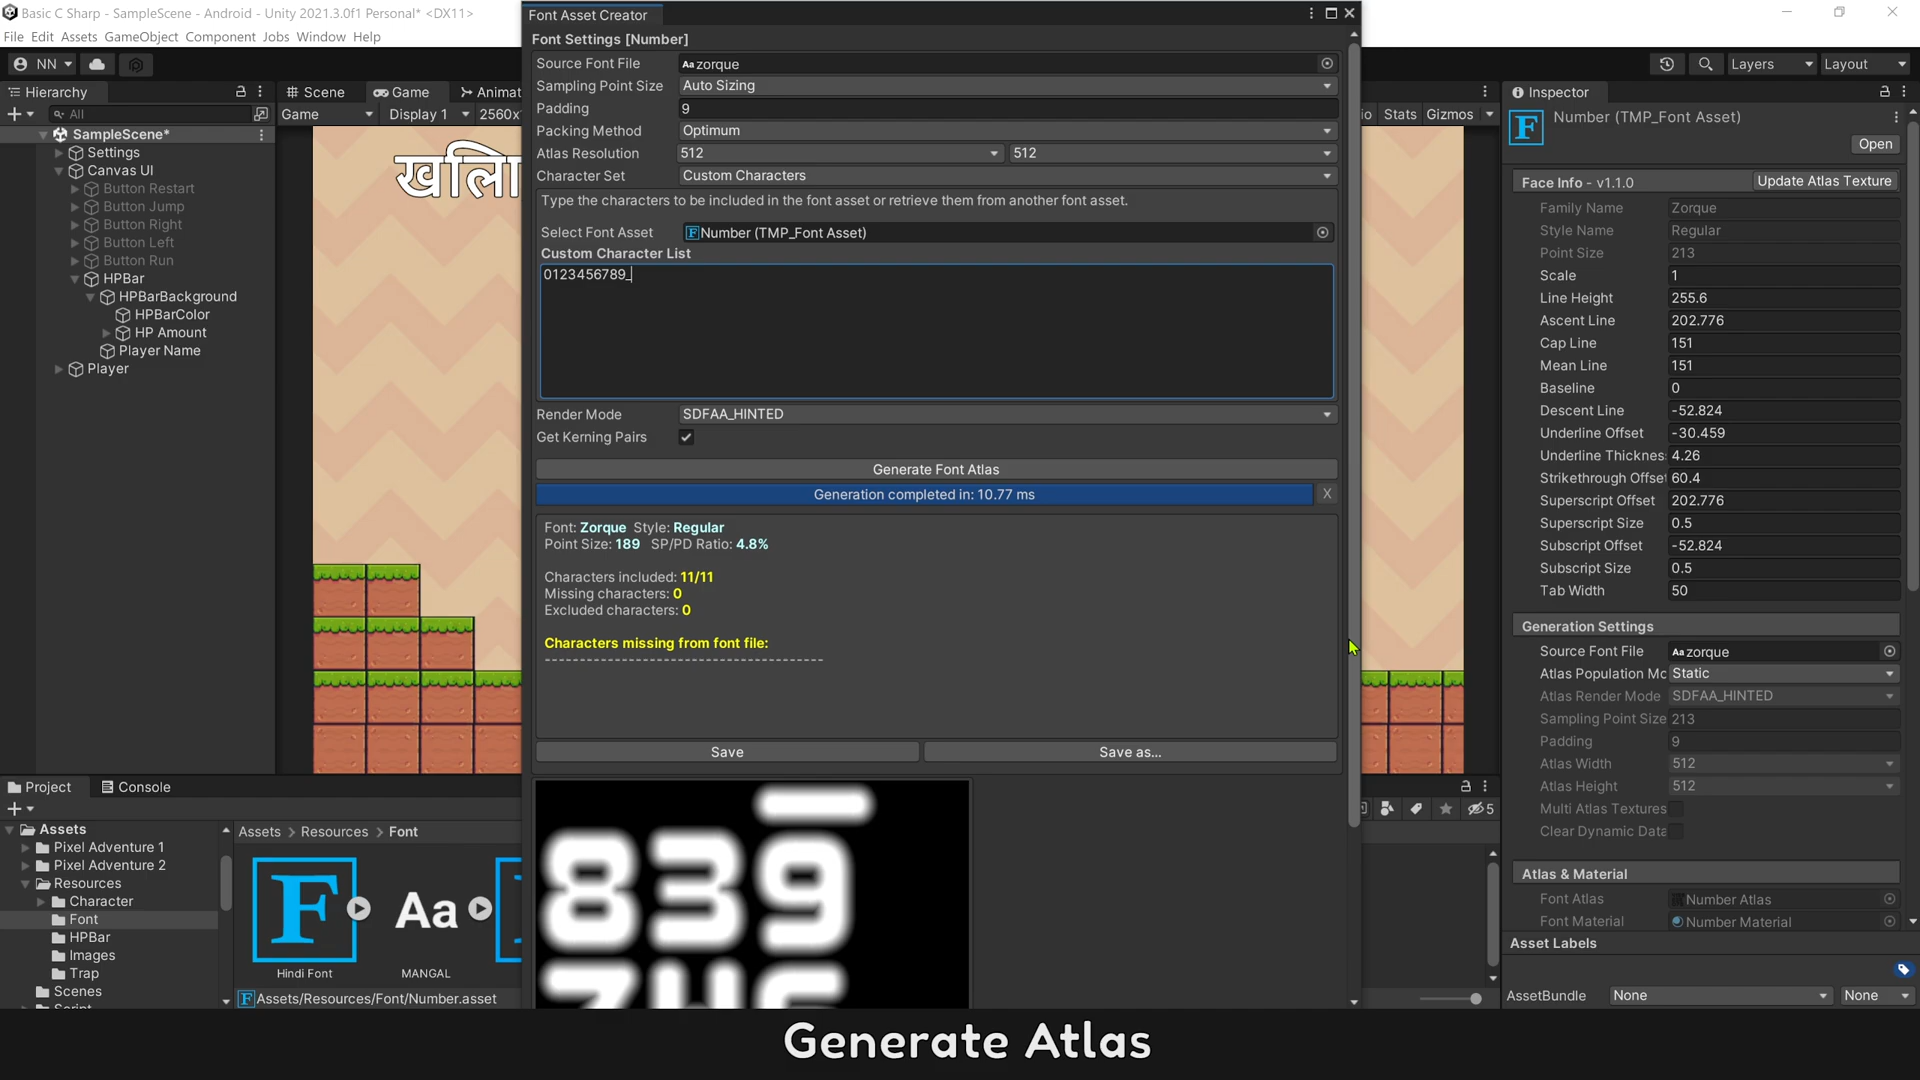 Basic C Sharp - SampleScene - Android - Unity 2021.3.0f1 Personal* <DX11>
File Edit Assets GameObject Component Jobs Window Help
NN
Layers
Layout
Hierarchy
All
SampleScene*
Settings
Canvas UI
Button Restart
Button Jump
Button Right
Button Left
Button Run
HPBar
HPBarBackground
HPBarColor
HP Amount
Player Name
Player
Scene
Game
Animat
Game
Display 1
2560x
Stats
Gizmos
Font Asset Creator
Font Settings [Number]
Source Font File
Aa zorque
Sampling Point Size
Auto Sizing
Padding
9
Packing Method
Optimum
Atlas Resolution
512
512
Character Set
Custom Characters
Type the characters to be included in the font asset or retrieve them from another font asset.
Select Font Asset
F Number (TMP_Font Asset)
Custom Character List
0123456789_
Render Mode
SDFAA_HINTED
Get Kerning Pairs
Generate Font Atlas
Generation completed in: 10.77 ms
X
Font: Zorque Style: Regular
Point Size: 189 SP/PD Ratio: 4.8%
Characters included: 11/11
Missing characters: 0
Excluded characters: 0
Characters missing from font file:
----------------------------------------
Save
Save as...
839
Inspector
F
Number (TMP_Font Asset)
Open
Face Info - v1.1.0
Update Atlas Texture
Family Name
Zorque
Style Name
Regular
Point Size
213
Scale
1
Line Height
255.6
Ascent Line
202.776
Cap Line
151
Mean Line
151
Baseline
0
Descent Line
-52.824
Underline Offset
-30.459
Underline Thicknes
4.26
Strikethrough Offset
60.4
Superscript Offset
202.776
Superscript Size
0.5
Subscript Offset
-52.824
Subscript Size
0.5
Tab Width
50
Generation Settings
Source Font File
Aa zorque
Atlas Population Mo
Static
Atlas Render Mode
SDFAA_HINTED
Sampling Point Size
213
Padding
9
Atlas Width
512
Atlas Height
512
Multi Atlas Textures
Clear Dynamic Data
Atlas & Material
Font Atlas
Number Atlas
Font Material
Number Material
Asset Labels
AssetBundle
None
None
Project
Console
5
Assets
Pixel Adventure 1
Pixel Adventure 2
Resources
Character
Font
HPBar
Images
Trap
Scenes
Script
Assets > Resources > Font
F
Aa
Hindi Font
MANGAL
F Assets/Resources/Font/Number.asset
Generate Atlas